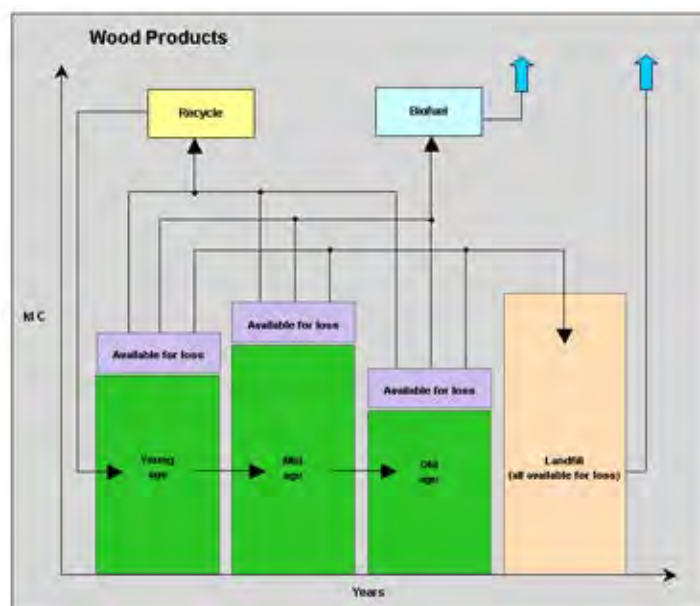 Wood Products
Recycle
Biofuel
M C
Available for loss
Available for loss
Available for loss
Young
age
Mid
age
Old
age
Landfill
(all available for loss)
Years